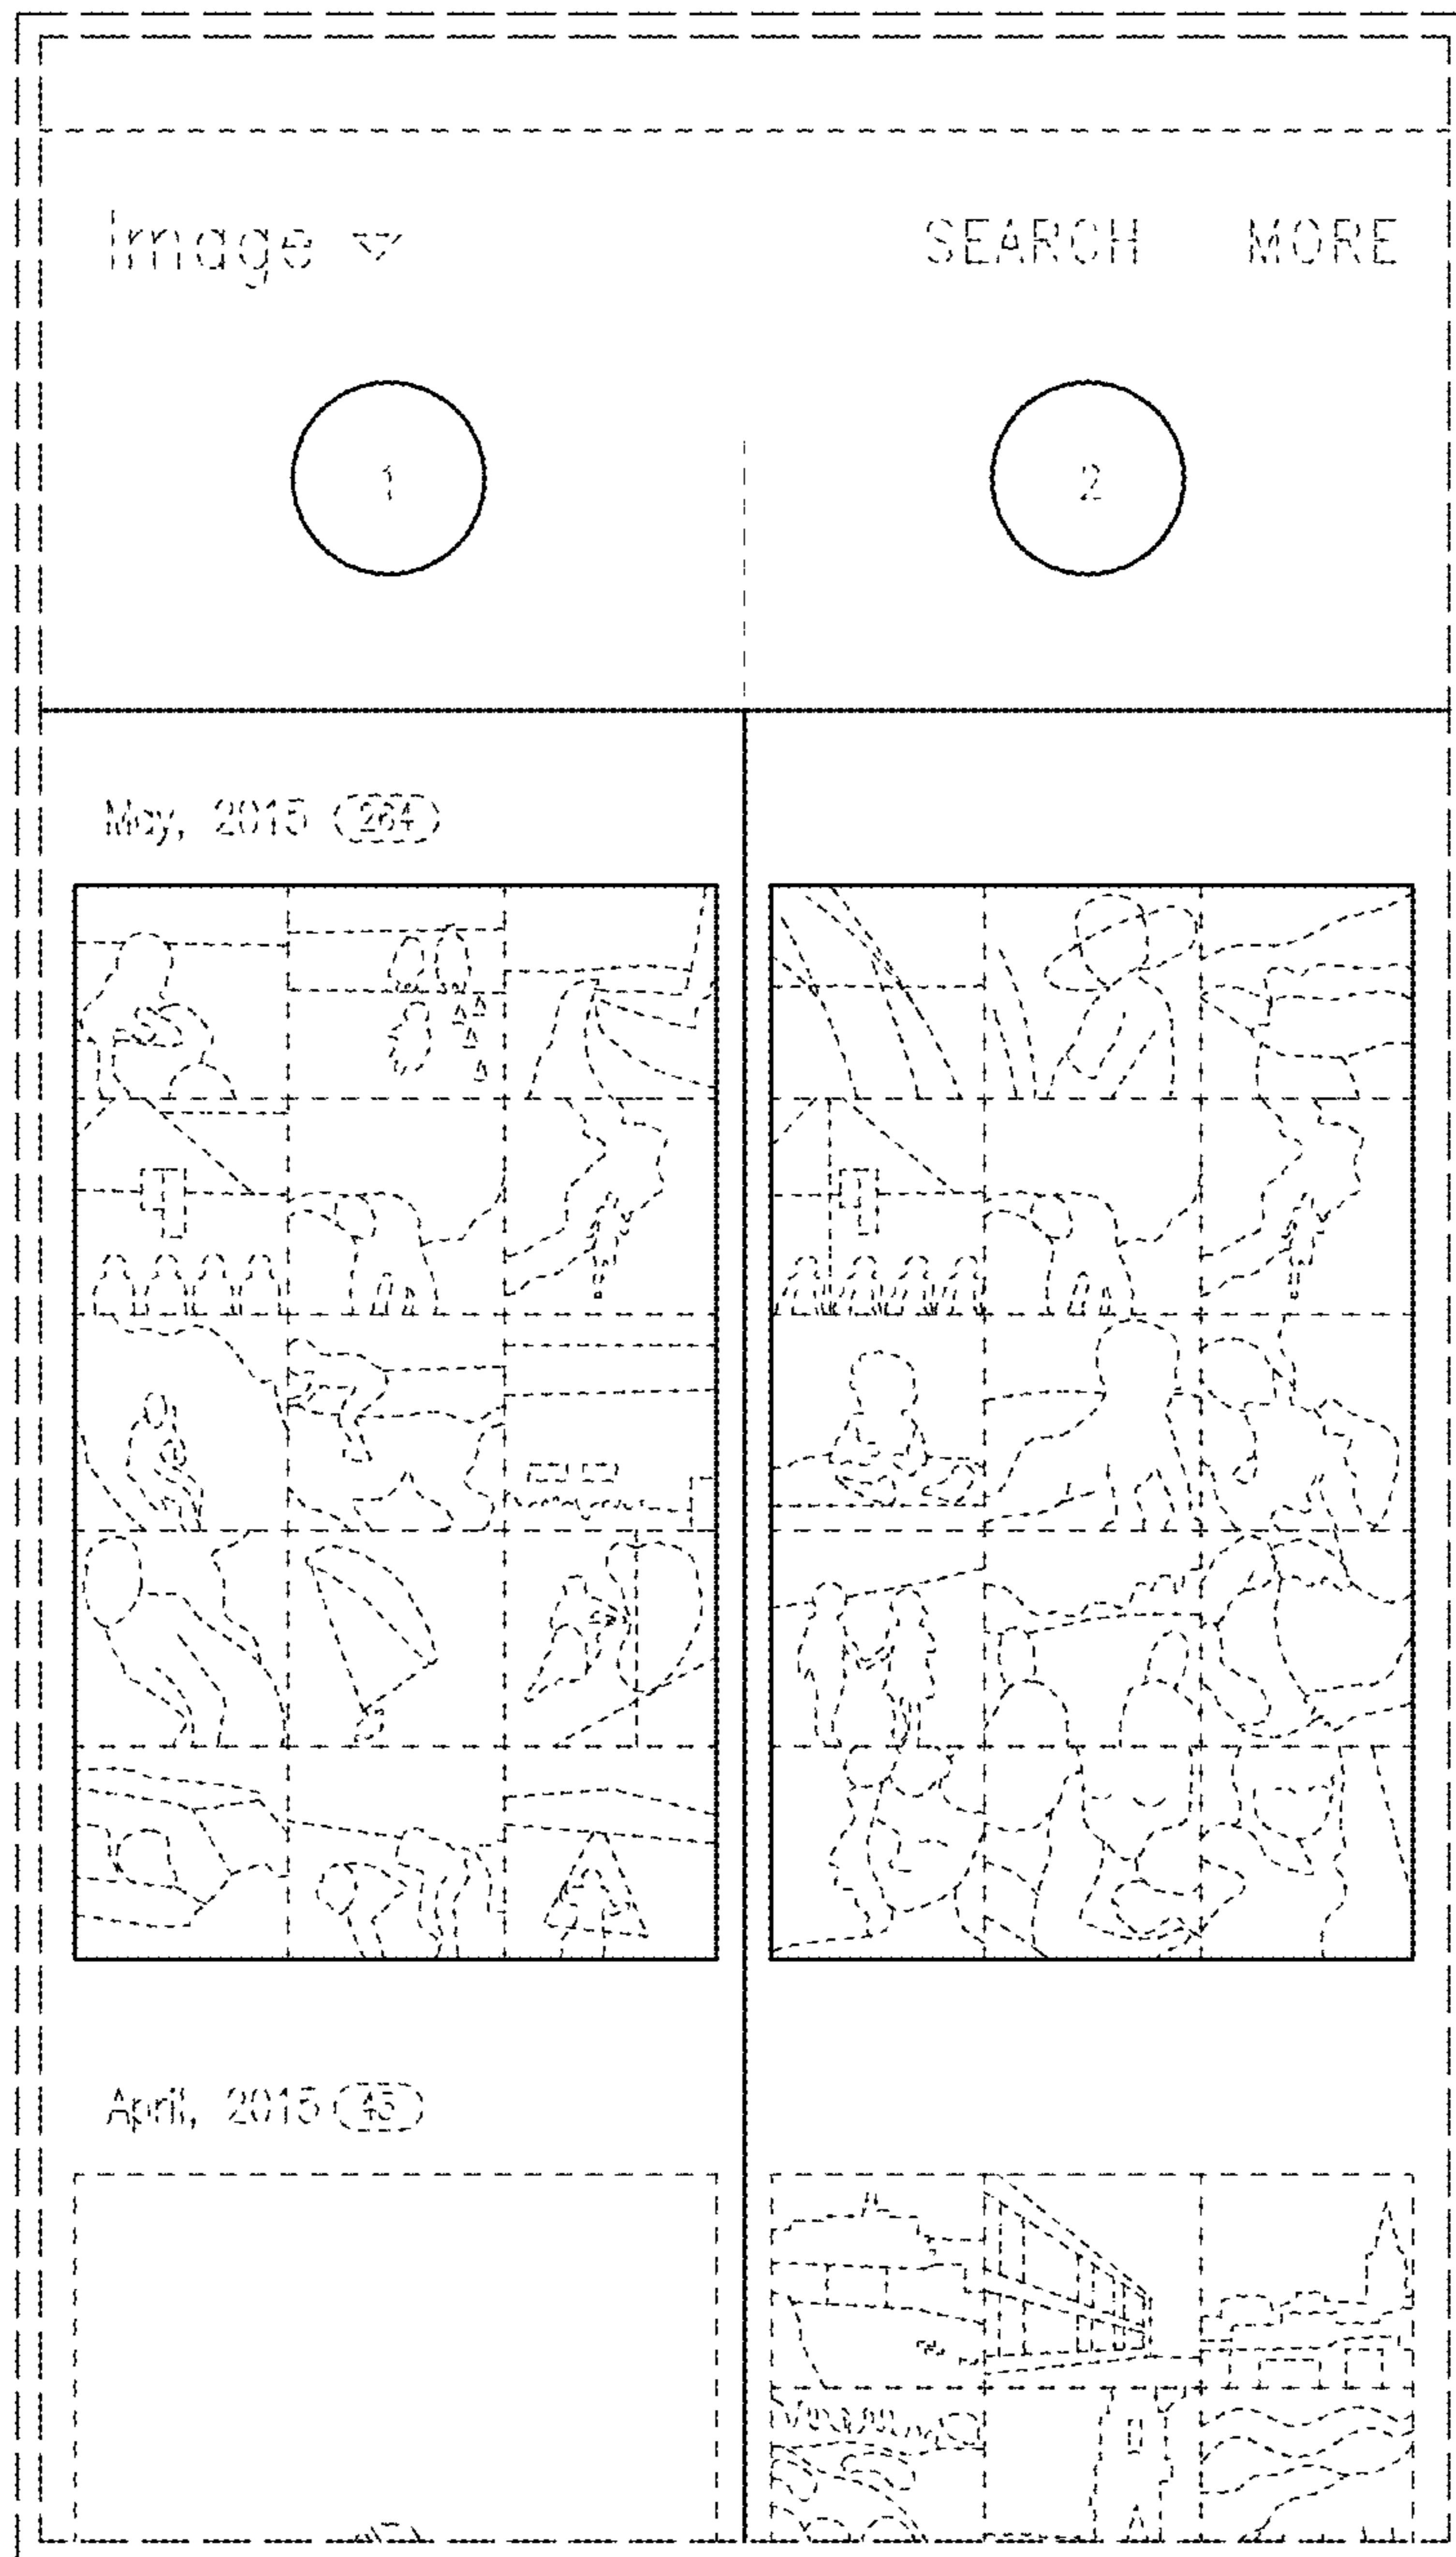 Image ▽
SEARCH MORE
1
2
May, 2015 264
April, 2015 45